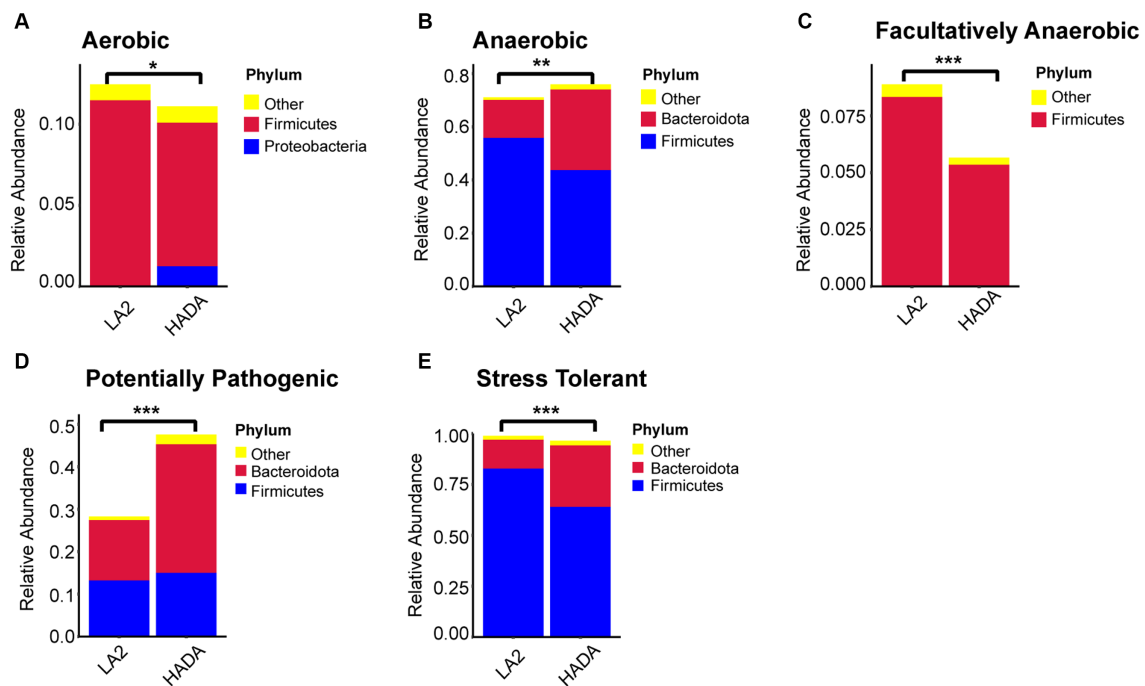 A
Aerobic
*
Relative Abundance
0.10
0.05
0.00
LA2
HADA
Phylum
Other
Firmicutes
Proteobacteria
B
Anaerobic
**
Relative Abundance
0.8
0.6
0.4
0.2
0.0
LA2
HADA
Phylum
Other
Bacteroidota
Firmicutes
C
Facultatively Anaerobic
***
Relative Abundance
0.075
0.050
0.025
0.000
LA2
HADA
Phylum
Other
Firmicutes
D
Potentially Pathogenic
***
Relative Abundance
0.5
0.4
0.3
0.2
0.1
0.0
LA2
HADA
Phylum
Other
Bacteroidota
Firmicutes
E
Stress Tolerant
***
Relative Abundance
1.00
0.75
0.50
0.25
0.00
LA2
HADA
Phylum
Other
Bacteroidota
Firmicutes